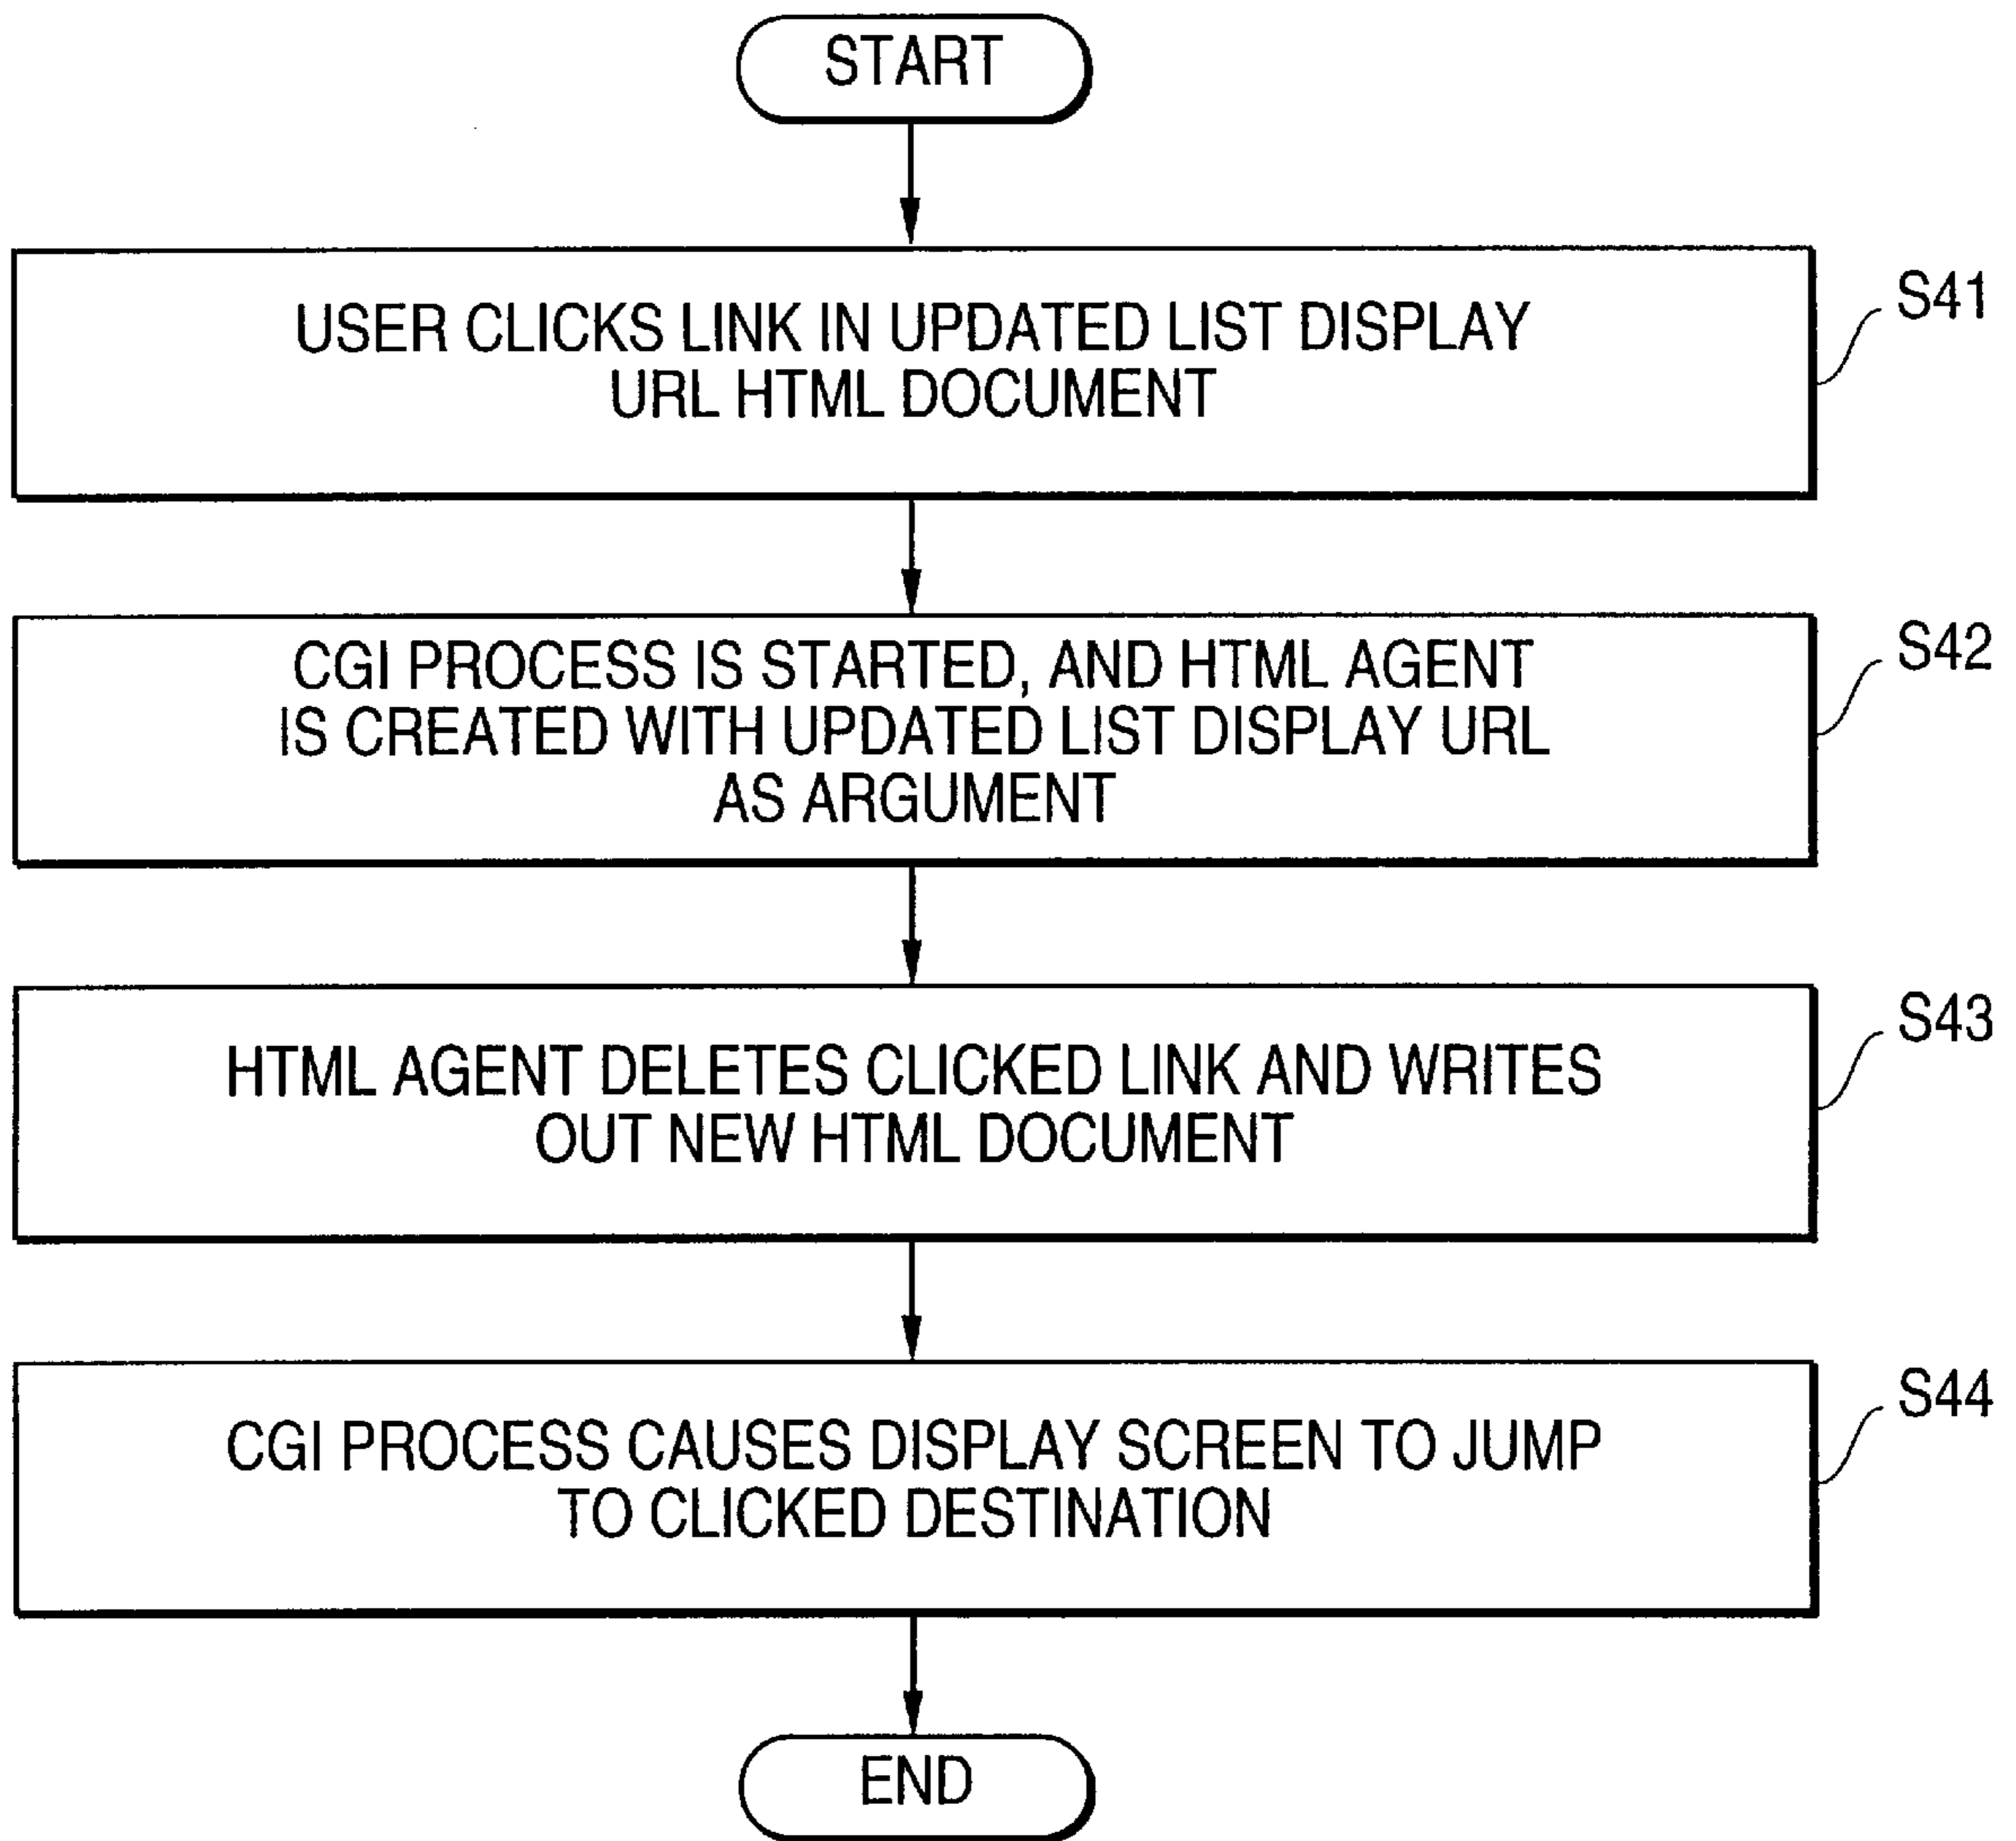 START
USER CLICKS LINK IN UPDATED LIST DISPLAY
URL HTML DOCUMENT
S41
CGI PROCESS IS STARTED, AND HTML AGENT
IS CREATED WITH UPDATED LIST DISPLAY URL
AS ARGUMENT
S42
HTML AGENT DELETES CLICKED LINK AND WRITES
OUT NEW HTML DOCUMENT
S43
CGI PROCESS CAUSES DISPLAY SCREEN TO JUMP
TO CLICKED DESTINATION
S44
END